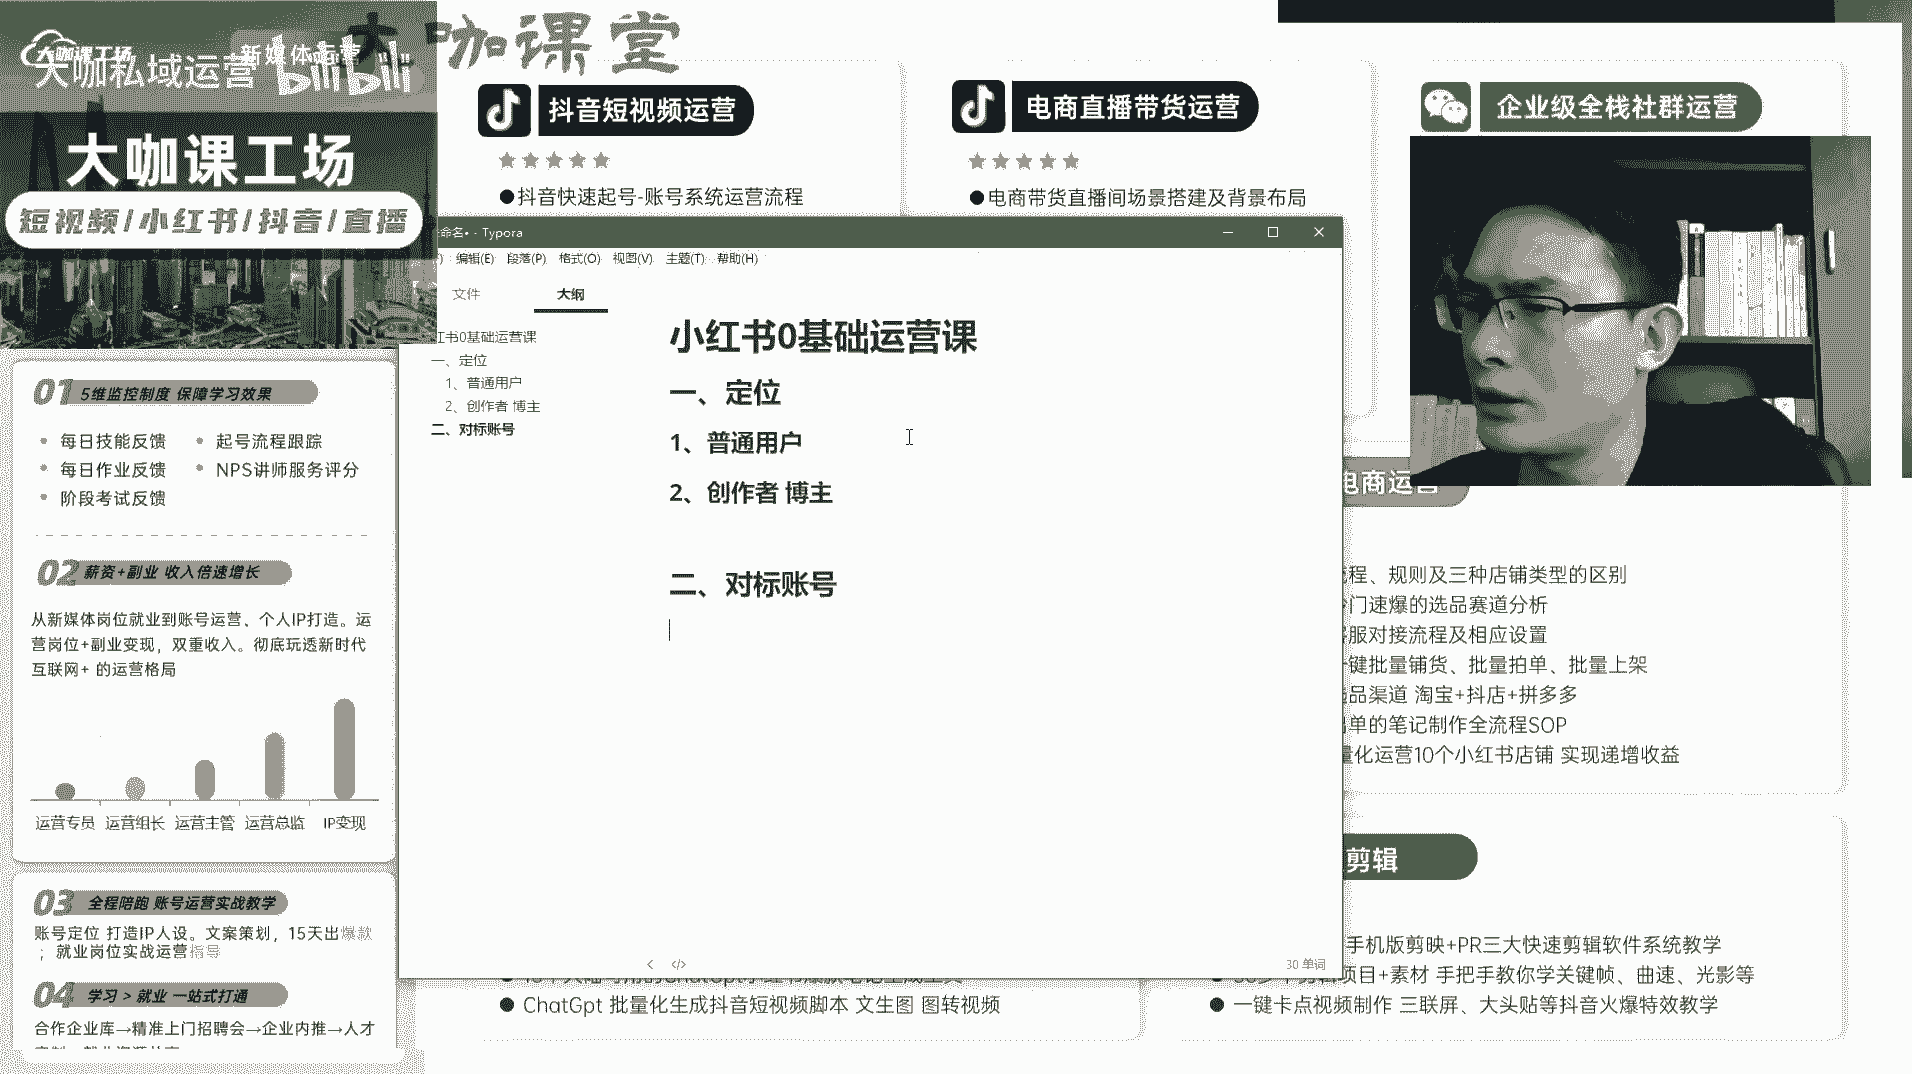 大咖课堂
大咖课工场
新媒体运营
大咖私域运营
bilibili
大咖课工场
短视频/小红书/抖音/直播
抖音短视频运营
●抖音快速起号-账号系统运营流程
电商直播带货运营
●电商带货直播间场景搭建及背景布局
企业级全栈社群运营
命名• - Typora
编辑(E) 段落(P) 格式(O) 视图(V) 主题(T) 帮助(H)
文件 大纲
红书0基础运营课
一、定位
1、普通用户
2、创作者 博主
二、对标账号
小红书0基础运营课
一、定位
1、普通用户
2、创作者 博主
二、对标账号
30 单词
01 5维监控制度 保障学习效果
每日技能反馈
起号流程跟踪
每日作业反馈
NPS讲师服务评分
阶段考试反馈
02 薪资+副业 收入倍速增长
从新媒体岗位就业到账号运营、个人IP打造。运
营岗位+副业变现，双重收入。彻底玩透新时代
互联网+ 的运营格局
运营专员 运营组长 运营主管 运营总监 IP变现
03 全程陪跑 账号运营实战教学
账号定位 打造IP人设。文案策划，15天出爆款
；就业岗位实战运营指导
04 学习 > 就业 一站式打通
合作企业库→精准上门招聘会→企业内推→人才
电商运营
程、规则及三种店铺类型的区别
门速爆的选品赛道分析
服对接流程及相应设置
键批量铺货、批量拍单、批量上架
品渠道 淘宝+抖店+拼多多
单的笔记制作全流程SOP
量化运营10个小红书店铺 实现递增收益
剪辑
手机版剪映+PR三大快速剪辑软件系统教学
项目+素材 手把手教你学关键帧、曲速、光影等
● 一键卡点视频制作 三联屏、大头贴等抖音火爆特效教学
● ChatGpt 批量化生成抖音短视频脚本 文生图 图转视频